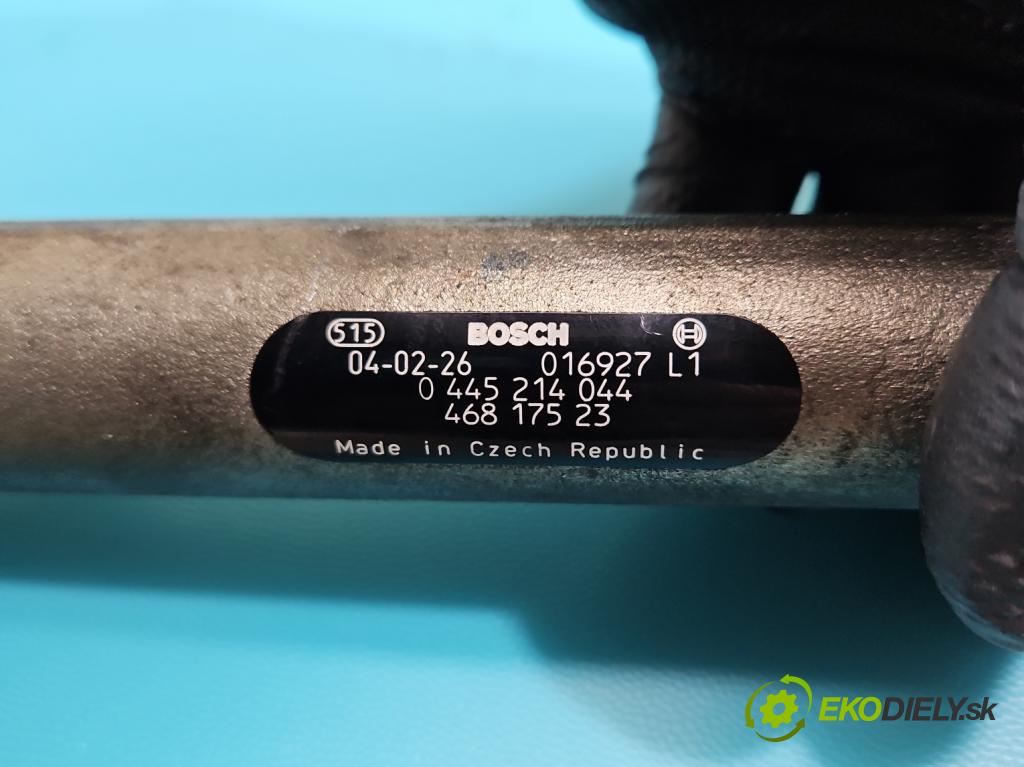 515 BOSCH
04-02-26 016927 L1
0 445 214 044
468 175 23
Made in Czech Republic
EKODIELY.sk